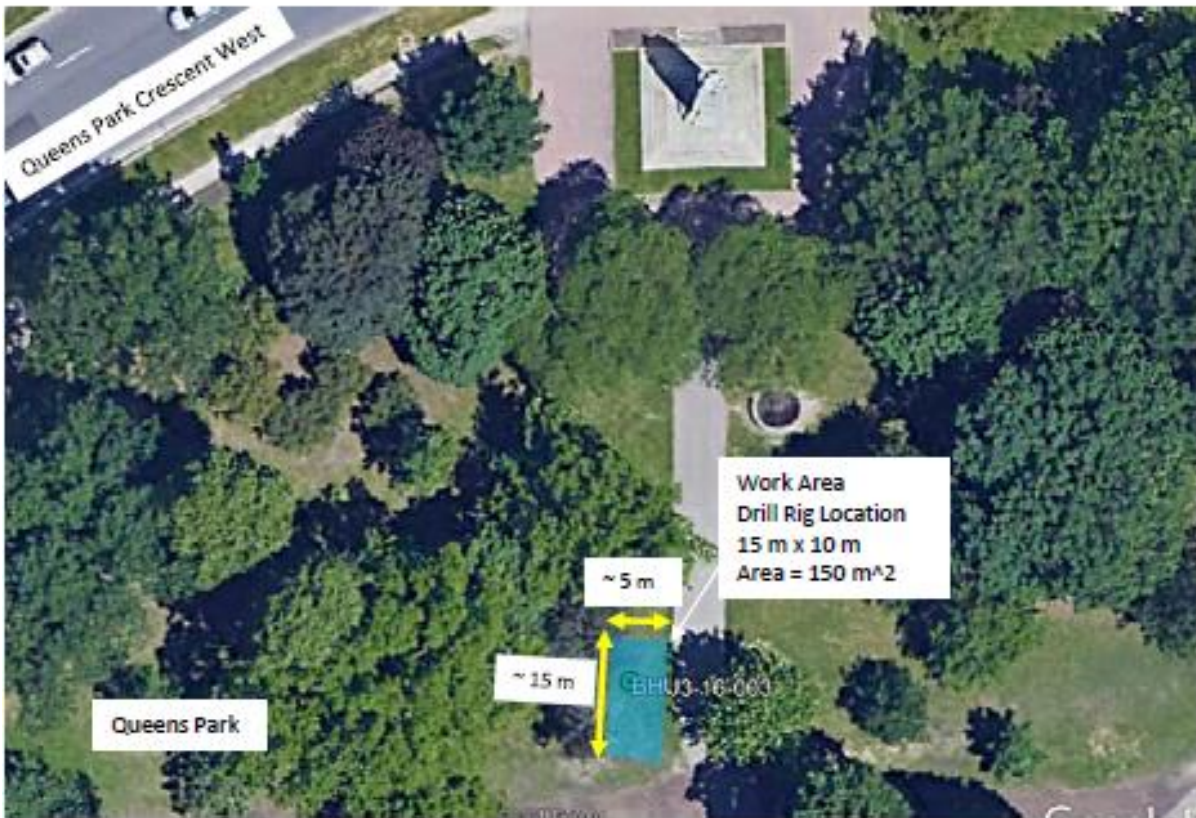 Queens Park Crescent West
Work Area
Drill Rig Location
15 m x 10 m
Area = 150 m^2
~ 5 m
~ 15 m
BHU3-16-003
Queens Park